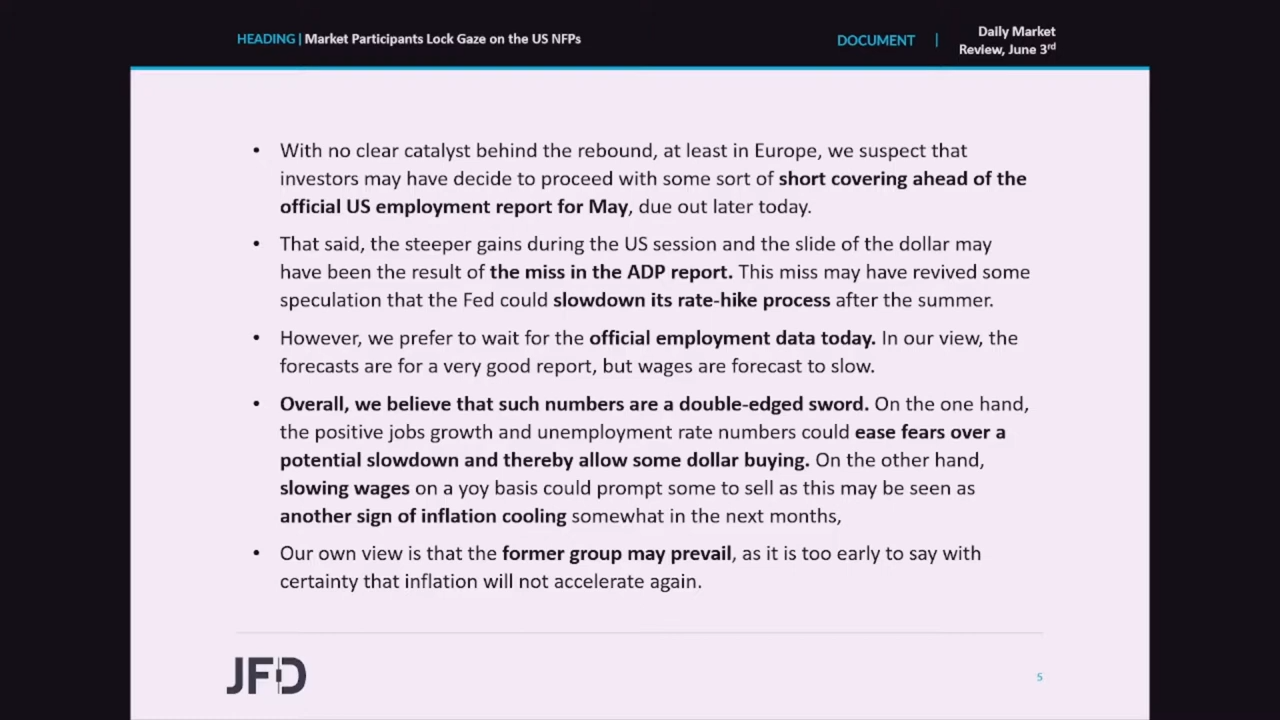 HEADING | Market Participants Lock Gaze on the US NFPs
DOCUMENT | Daily Market
Review, June 3rd
• With no clear catalyst behind the rebound, at least in Europe, we suspect that
investors may have decide to proceed with some sort of short covering ahead of the
official US employment report for May, due out later today.
• That said, the steeper gains during the US session and the slide of the dollar may
have been the result of the miss in the ADP report. This miss may have revived some
speculation that the Fed could slowdown its rate-hike process after the summer.
• However, we prefer to wait for the official employment data today. In our view, the
forecasts are for a very good report, but wages are forecast to slow.
• Overall, we believe that such numbers are a double-edged sword. On the one hand,
the positive jobs growth and unemployment rate numbers could ease fears over a
potential slowdown and thereby allow some dollar buying. On the other hand,
slowing wages on a yoy basis could prompt some to sell as this may be seen as
another sign of inflation cooling somewhat in the next months,
• Our own view is that the former group may prevail, as it is too early to say with
certainty that inflation will not accelerate again.
JFD
5